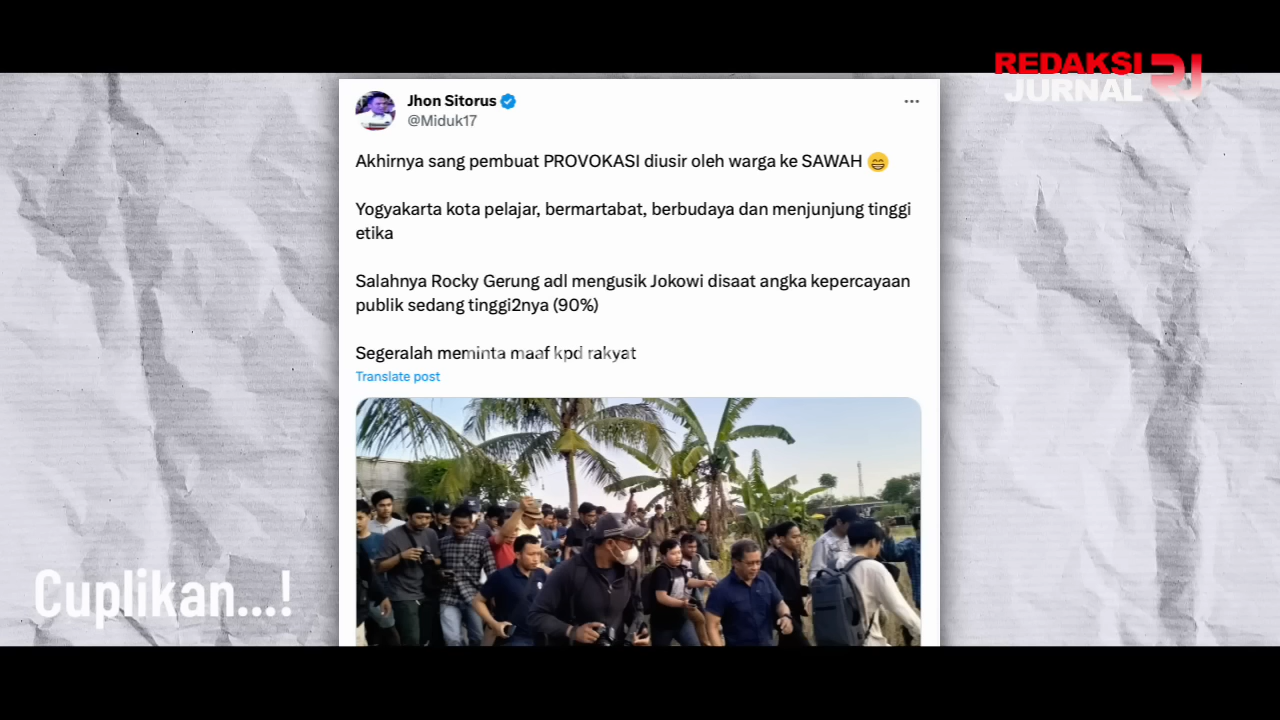 REDAKSI
JURNAL RJ
Jhon Sitorus
@Miduk17
Akhirnya sang pembuat PROVOKASI diusir oleh warga ke SAWAH 😁
Yogyakarta kota pelajar, bermartabat, berbudaya dan menjunjung tinggi
etika
Salahnya Rocky Gerung adl mengusik Jokowi disaat angka kepercayaan
publik sedang tinggi2nya (90%)
Segeralah meminta maaf kpd rakyat
Translate post
Cuplikan...!